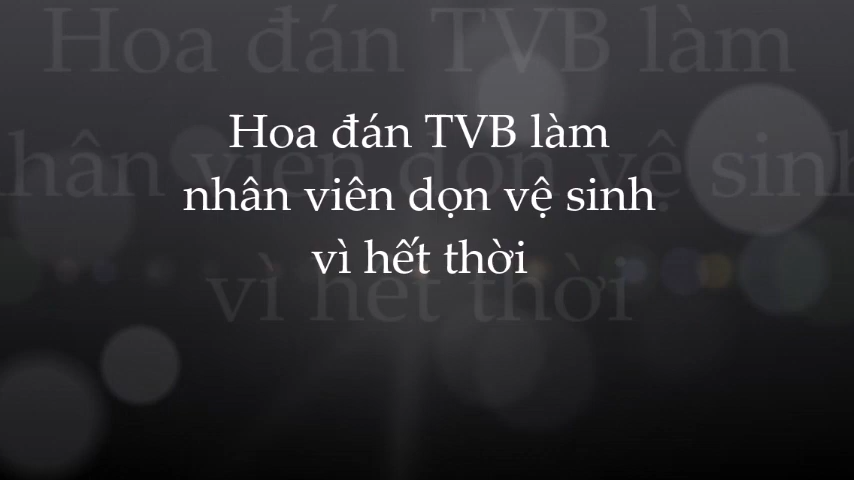 Hoa đán TVB làm
nhân viên dọn vệ sinh
vì hết thời